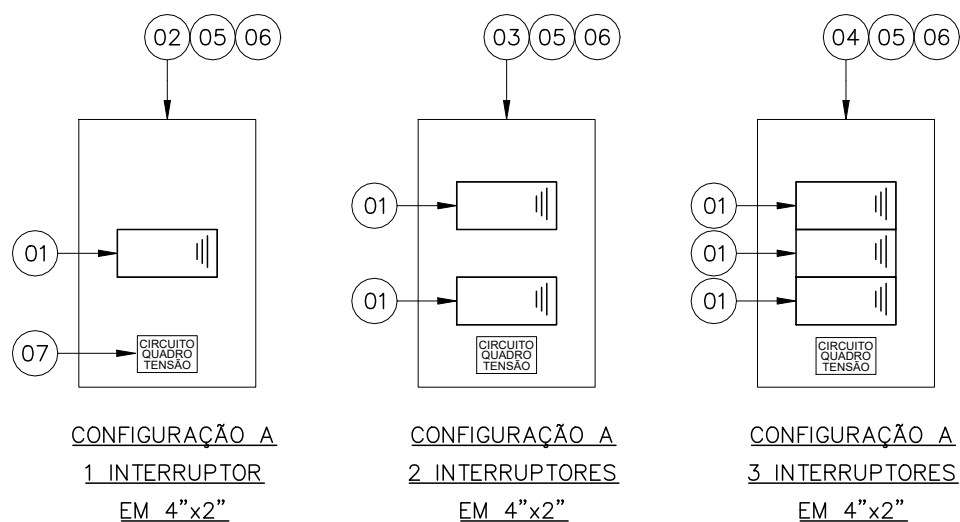 02 05 06
03 05 06
04 05 06
01
01
01
01
01
01
07
CIRCUITO
QUADRO
TENSÃO
CIRCUITO
QUADRO
TENSÃO
CIRCUITO
QUADRO
TENSÃO
CONFIGURAÇÃO A
1 INTERRUPTOR
EM 4”x2”
CONFIGURAÇÃO A
2 INTERRUPTORES
EM 4”x2”
CONFIGURAÇÃO A
3 INTERRUPTORES
EM 4”x2”